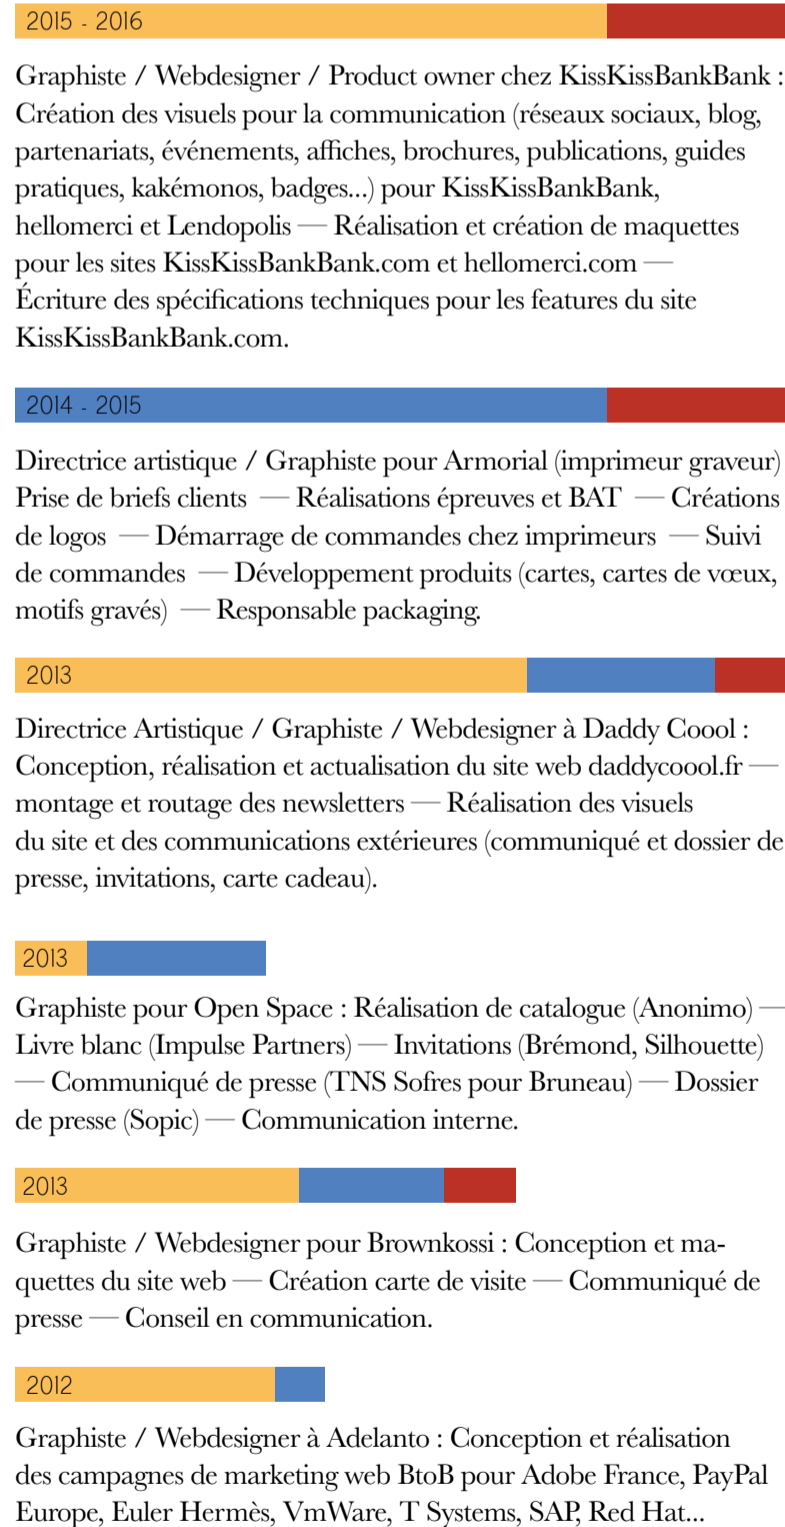 2015 - 2016
Graphiste / Webdesigner / Product owner chez KissKissBankBank :
Création des visuels pour la communication (réseaux sociaux, blog,
partenariats, événements, affiches, brochures, publications, guides
pratiques, kakémonos, badges...) pour KissKissBankBank,
hellomerci et Lendopolis — Réalisation et création de maquettes
pour les sites KissKissBankBank.com et hellomerci.com —
Écriture des spécifications techniques pour les features du site
KissKissBankBank.com.
2014 - 2015
Directrice artistique / Graphiste pour Armorial (imprimeur graveur)
Prise de briefs clients — Réalisations épreuves et BAT — Créations
de logos — Démarrage de commandes chez imprimeurs — Suivi
de commandes — Développement produits (cartes, cartes de vœux,
motifs gravés) — Responsable packaging.
2013
Directrice Artistique / Graphiste / Webdesigner à Daddy Coool :
Conception, réalisation et actualisation du site web daddycoool.fr —
montage et routage des newsletters — Réalisation des visuels
du site et des communications extérieures (communiqué et dossier de
presse, invitations, carte cadeau).
2013
Graphiste pour Open Space : Réalisation de catalogue (Anonimo) —
Livre blanc (Impulse Partners) — Invitations (Brémond, Silhouette)
— Communiqué de presse (TNS Sofres pour Bruneau) — Dossier
de presse (Sopic) — Communication interne.
2013
Graphiste / Webdesigner pour Brownkossi : Conception et ma-
quettes du site web — Création carte de visite — Communiqué de
presse — Conseil en communication.
2012
Graphiste / Webdesigner à Adelanto : Conception et réalisation
des campagnes de marketing web BtoB pour Adobe France, PayPal
Europe, Euler Hermès, VmWare, T Systems, SAP, Red Hat...